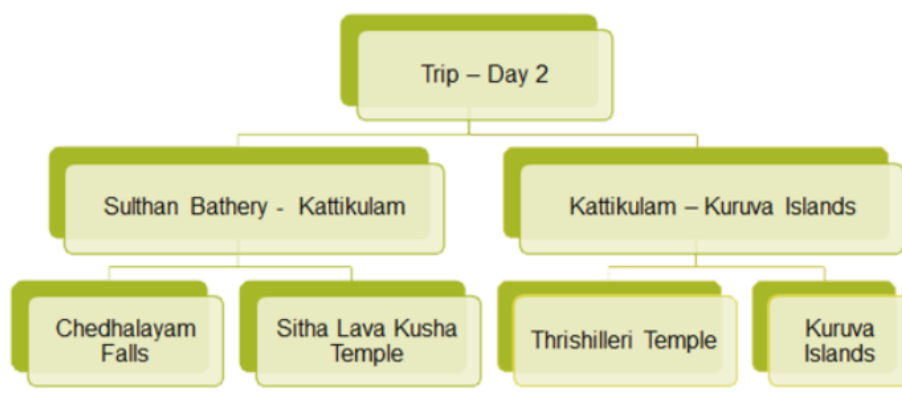 Trip – Day 2
Sulthan Bathery - Kattikulam
Kattikulam – Kuruva Islands
Chedhalayam
Falls
Sitha Lava Kusha
Temple
Thrishilleri Temple
Kuruva
Islands